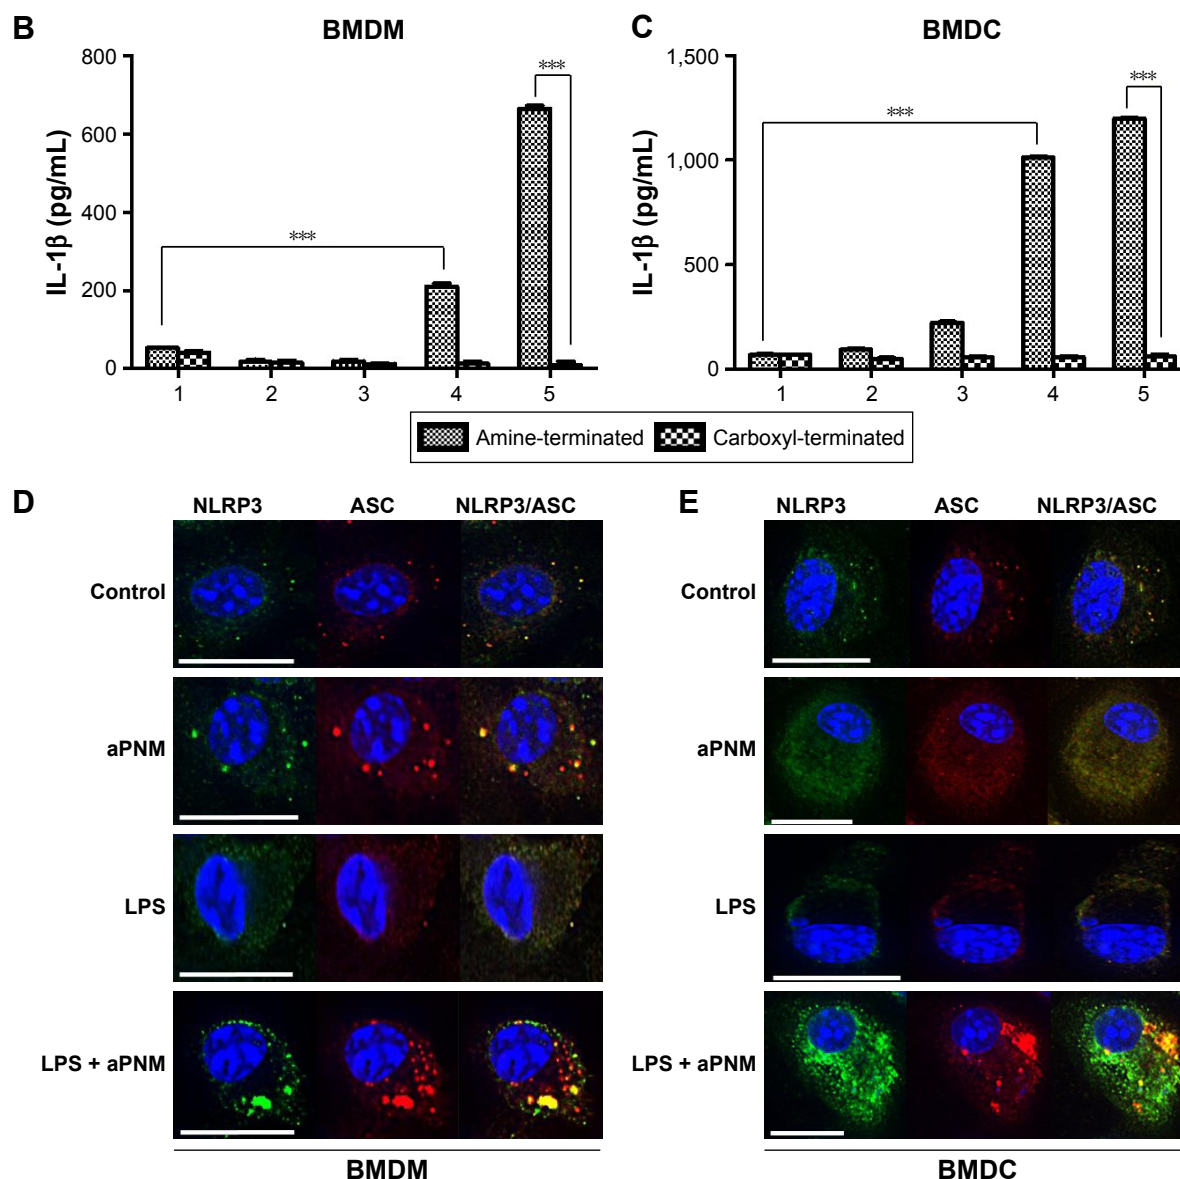 B
BMDM
800
600
400
200
0
IL-1β (pg/mL)
***
***
1 2 3 4 5
C
BMDC
1,500
1,000
500
0
IL-1β (pg/mL)
***
***
1 2 3 4 5
Amine-terminated Carboxyl-terminated
D
NLRP3 ASC NLRP3/ASC
Control
aPNM
LPS
LPS + aPNM
BMDM
E
NLRP3 ASC NLRP3/ASC
Control
aPNM
LPS
LPS + aPNM
BMDC